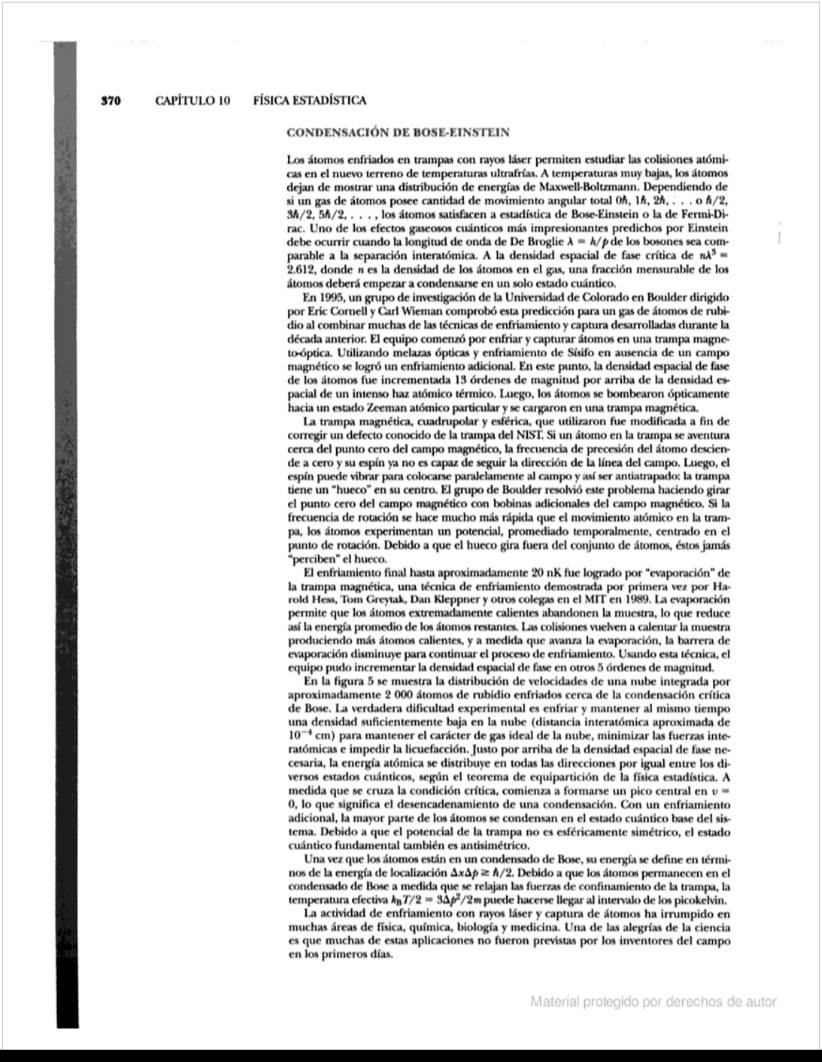 370 CAPÍTULO 10 FÍSICA ESTADÍSTICA
CONDENSACIÓN DE BOSE-EINSTEIN
Los átomos enfriados en trampas con rayos láser permiten estudiar las colisiones atómi-
cas en el nuevo terreno de temperaturas ultrafrías. A temperaturas muy bajas, los átomos
dejan de mostrar una distribución de energías de Maxwell-Boltzmann. Dependiendo de
si un gas de átomos posee cantidad de movimiento angular total 0ℏ, 1ℏ, 2ℏ, . . . o ℏ/2,
3ℏ/2, 5ℏ/2, . . . , los átomos satisfacen a estadística de Bose-Einstein o la de Fermi-Di-
rac. Uno de los efectos gaseosos cuánticos más impresionantes predichos por Einstein
debe ocurrir cuando la longitud de onda de De Broglie λ = h/p de los bosones sea com-
parable a la separación interatómica. A la densidad espacial de fase crítica de nλ³ =
2.612, donde n es la densidad de los átomos en el gas, una fracción mensurable de los
átomos deberá empezar a condensarse en un solo estado cuántico.
En 1995, un grupo de investigación de la Universidad de Colorado en Boulder dirigido
por Eric Cornell y Carl Wieman comprobó esta predicción para un gas de átomos de rubi-
dio al combinar muchas de las técnicas de enfriamiento y captura desarrolladas durante la
década anterior. El equipo comenzó por enfriar y capturar átomos en una trampa magne-
to-óptica. Utilizando melazas ópticas y enfriamiento de Sísifo en ausencia de un campo
magnético se logró un enfriamiento adicional. En este punto, la densidad espacial de fase
de los átomos fue incrementada 13 órdenes de magnitud por arriba de la densidad es-
pacial de un intenso haz atómico térmico. Luego, los átomos se bombearon ópticamente
hacia un estado Zeeman atómico particular y se cargaron en una trampa magnética.
La trampa magnética, cuadrupolar y esférica, que utilizaron fue modificada a fin de
corregir un defecto conocido de la trampa del NIST. Si un átomo en la trampa se aventura
cerca del punto cero del campo magnético, la frecuencia de precesión del átomo descien-
de a cero y su espín ya no es capaz de seguir la dirección de la línea del campo. Luego, el
espín puede vibrar para colocarse paralelamente al campo y así ser antiatrapado: la trampa
tiene un "hueco" en su centro. El grupo de Boulder resolvió este problema haciendo girar
el punto cero del campo magnético con bobinas adicionales del campo magnético. Si la
frecuencia de rotación se hace mucho más rápida que el movimiento atómico en la tram-
pa, los átomos experimentan un potencial, promediado temporalmente, centrado en el
punto de rotación. Debido a que el hueco gira fuera del conjunto de átomos, éstos jamás
"perciben" el hueco.
El enfriamiento final hasta aproximadamente 20 nK fue logrado por "evaporación" de
la trampa magnética, una técnica de enfriamiento demostrada por primera vez por Ha-
rold Hess, Tom Greytak, Dan Kleppner y otros colegas en el MIT en 1989. La evaporación
permite que los átomos extremadamente calientes abandonen la muestra, lo que reduce
así la energía promedio de los átomos restantes. Las colisiones vuelven a calentar la muestra
produciendo más átomos calientes, y a medida que avanza la evaporación, la barrera de
evaporación disminuye para continuar el proceso de enfriamiento. Usando esta técnica, el
equipo pudo incrementar la densidad espacial de fase en otros 5 órdenes de magnitud.
En la figura 5 se muestra la distribución de velocidades de una nube integrada por
aproximadamente 2 000 átomos de rubidio enfriados cerca de la condensación crítica
de Bose. La verdadera dificultad experimental es enfriar y mantener al mismo tiempo
una densidad suficientemente baja en la nube (distancia interatómica aproximada de
10⁻⁴ cm) para mantener el carácter de gas ideal de la nube, minimizar las fuerzas inte-
ratómicas e impedir la licuefacción. Justo por arriba de la densidad espacial de fase ne-
cesaria, la energía atómica se distribuye en todas las direcciones por igual entre los di-
versos estados cuánticos, según el teorema de equipartición de la física estadística. A
medida que se cruza la condición crítica, comienza a formarse un pico central en v =
0, lo que significa el desencadenamiento de una condensación. Con un enfriamiento
adicional, la mayor parte de los átomos se condensan en el estado cuántico base del sis-
tema. Debido a que el potencial de la trampa no es esféricamente simétrico, el estado
cuántico fundamental también es antisimétrico.
Una vez que los átomos están en un condensado de Bose, su energía se define en térmi-
nos de la energía de localización ΔxΔp ≥ ℏ/2. Debido a que los átomos permanecen en el
condensado de Bose a medida que se relajan las fuerzas de confinamiento de la trampa, la
temperatura efectiva k_BT/2 = 3Δp²/2m puede hacerse llegar al intervalo de los picokelvin.
La actividad de enfriamiento con rayos láser y captura de átomos ha irrumpido en
muchas áreas de física, química, biología y medicina. Una de las alegrías de la ciencia
es que muchas de estas aplicaciones no fueron previstas por los inventores del campo
en los primeros días.
Material protegido por derechos de autor